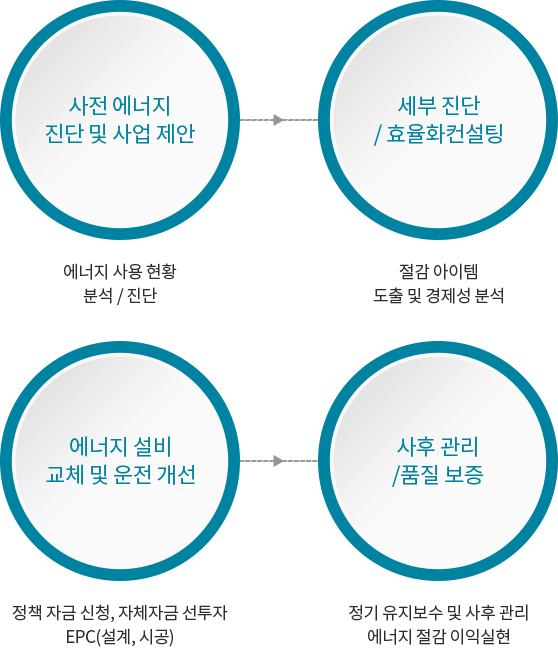 사전 에너지
진단 및 사업 제안
세부 진단
/ 효율화컨설팅
에너지 사용 현황
분석 / 진단
절감 아이템
도출 및 경제성 분석
에너지 설비
교체 및 운전 개선
사후 관리
/품질 보증
정책 자금 신청, 자체자금 선투자
EPC(설계, 시공)
정기 유지보수 및 사후 관리
에너지 절감 이익실현